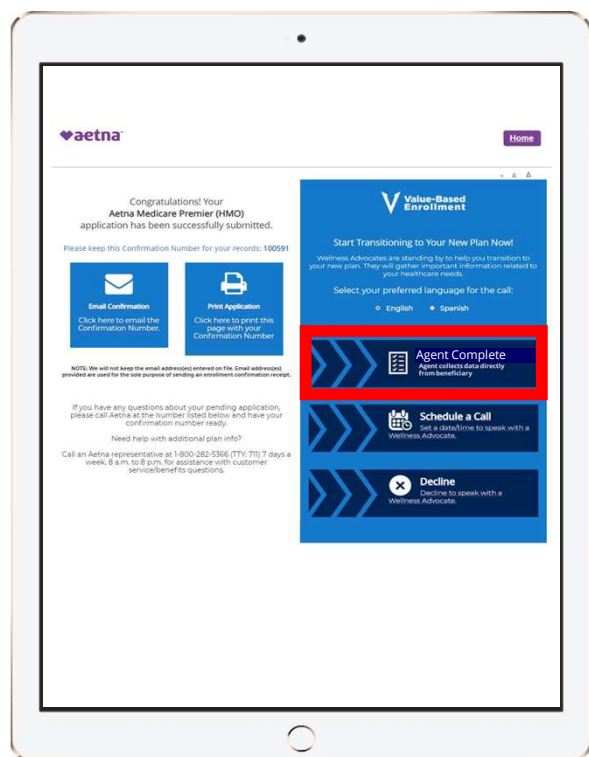 aetna
Home
A A
Congratulations! Your
Aetna Medicare
Premier (HMO)
application has been successfully submitted.
Please keep this Confirmation Number for your records: 100591
Email Confirmation
Click here to email the
Confirmation Number.
Print Application
Click here to print this
page with your
Confirmation Number
NOTE: We will not keep the email address(es) entered on file. Email address(es)
provided are used for the sole purpose of sending an enrollment confirmation receipt.
If you have any questions about your pending application,
please call Aetna at the number listed below and have your
confirmation number ready.
Need help with additional plan info?
Call an Aetna representative at 1-800-282-5366 (TTY: 711) 7 days a
week, 8 a.m. to 8 p.m. for assistance with customer
service/benefits questions.
Value-Based
Enrollment
Start Transitioning to Your New Plan Now!
Wellness Advocates are standing by to help you transition to
your new plan. They will gather important information related to
your healthcare needs.
Select your preferred language for the call:
English Spanish
Agent Complete
Agent collects data directly
from beneficiary
Schedule a Call
Set a date/time to speak with a
Wellness Advocate.
Decline
Decline to speak with a
Wellness Advocate.